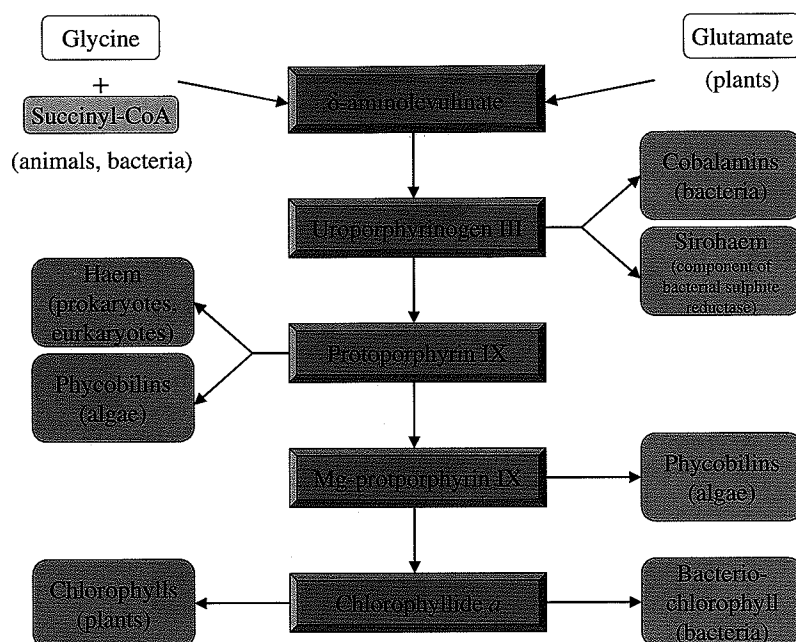 Glycine
+
Succinyl-CoA
(animals, bacteria)
Glutamate
(plants)
δ-aminolevulinate
Uroporphyrinogen III
Cobalamins
(bacteria)
Sirohaem
(component of
bacterial sulphite
reductase)
Haem
(prokaryotes,
eurkaryotes)
Phycobilins
(algae)
Protoporphyrin IX
Mg-protporphyrin IX
Phycobilins
(algae)
Chlorophylls
(plants)
Chlorophyllide a
Bacterio-
chlorophyll
(bacteria)